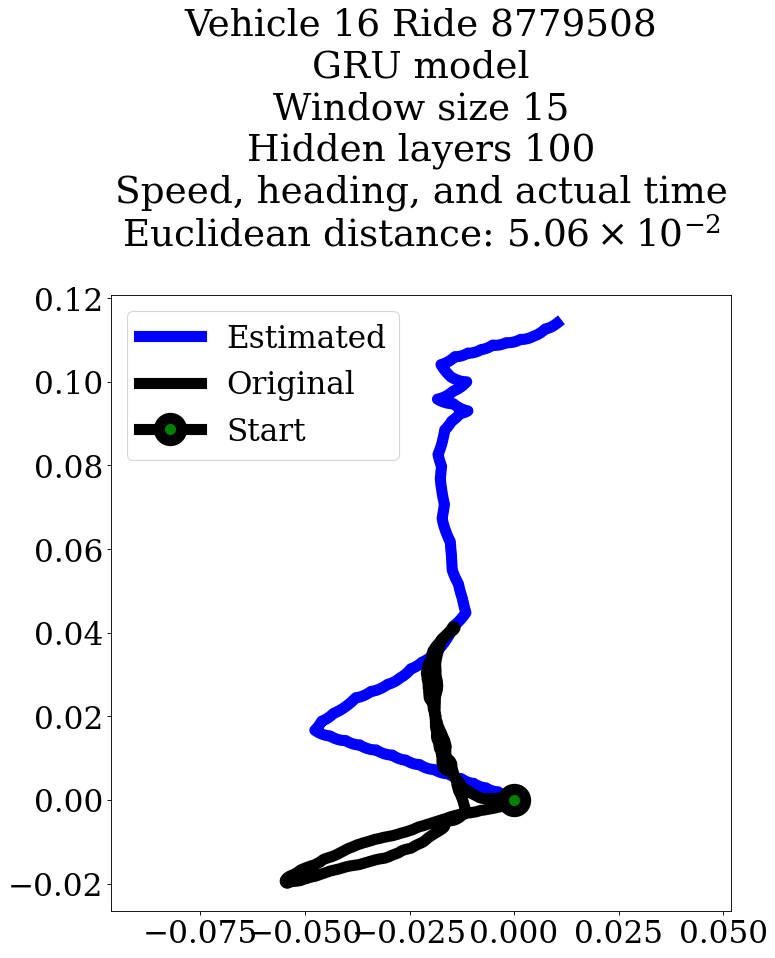 Vehicle 16 Ride 8779508
GRU model
Window size 15
Hidden layers 100
Speed, heading, and actual time
Euclidean distance: 5.06 × 10⁻²
Estimated
Original
Start
0.12
0.10
0.08
0.06
0.04
0.02
0.00
−0.02
−0.075 −0.050 −0.025 0.000 0.025 0.050